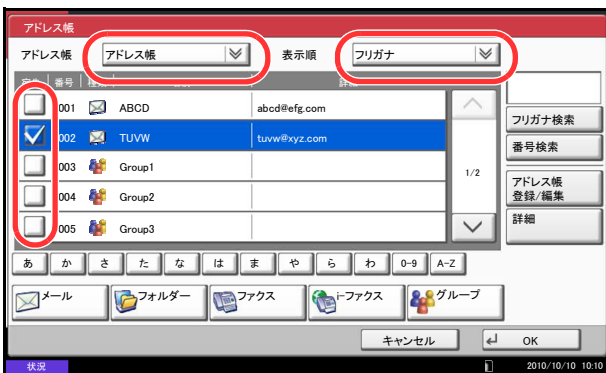 アドレス帳
アドレス帳 アドレス帳 表示順 フリガナ
番号 詳細
001 ABCD abcd@efg.com
002 TUVW tuvw@xyz.com
003 Group1
004 Group2
005 Group3
1/2
フリガナ検索
番号検索
アドレス帳
登録/編集
詳細
あ か さ た な は ま や ら わ 0-9 A-Z
メール フォルダー ファクス i-ファクス グループ
キャンセル OK
状況 2010/10/10 10:10